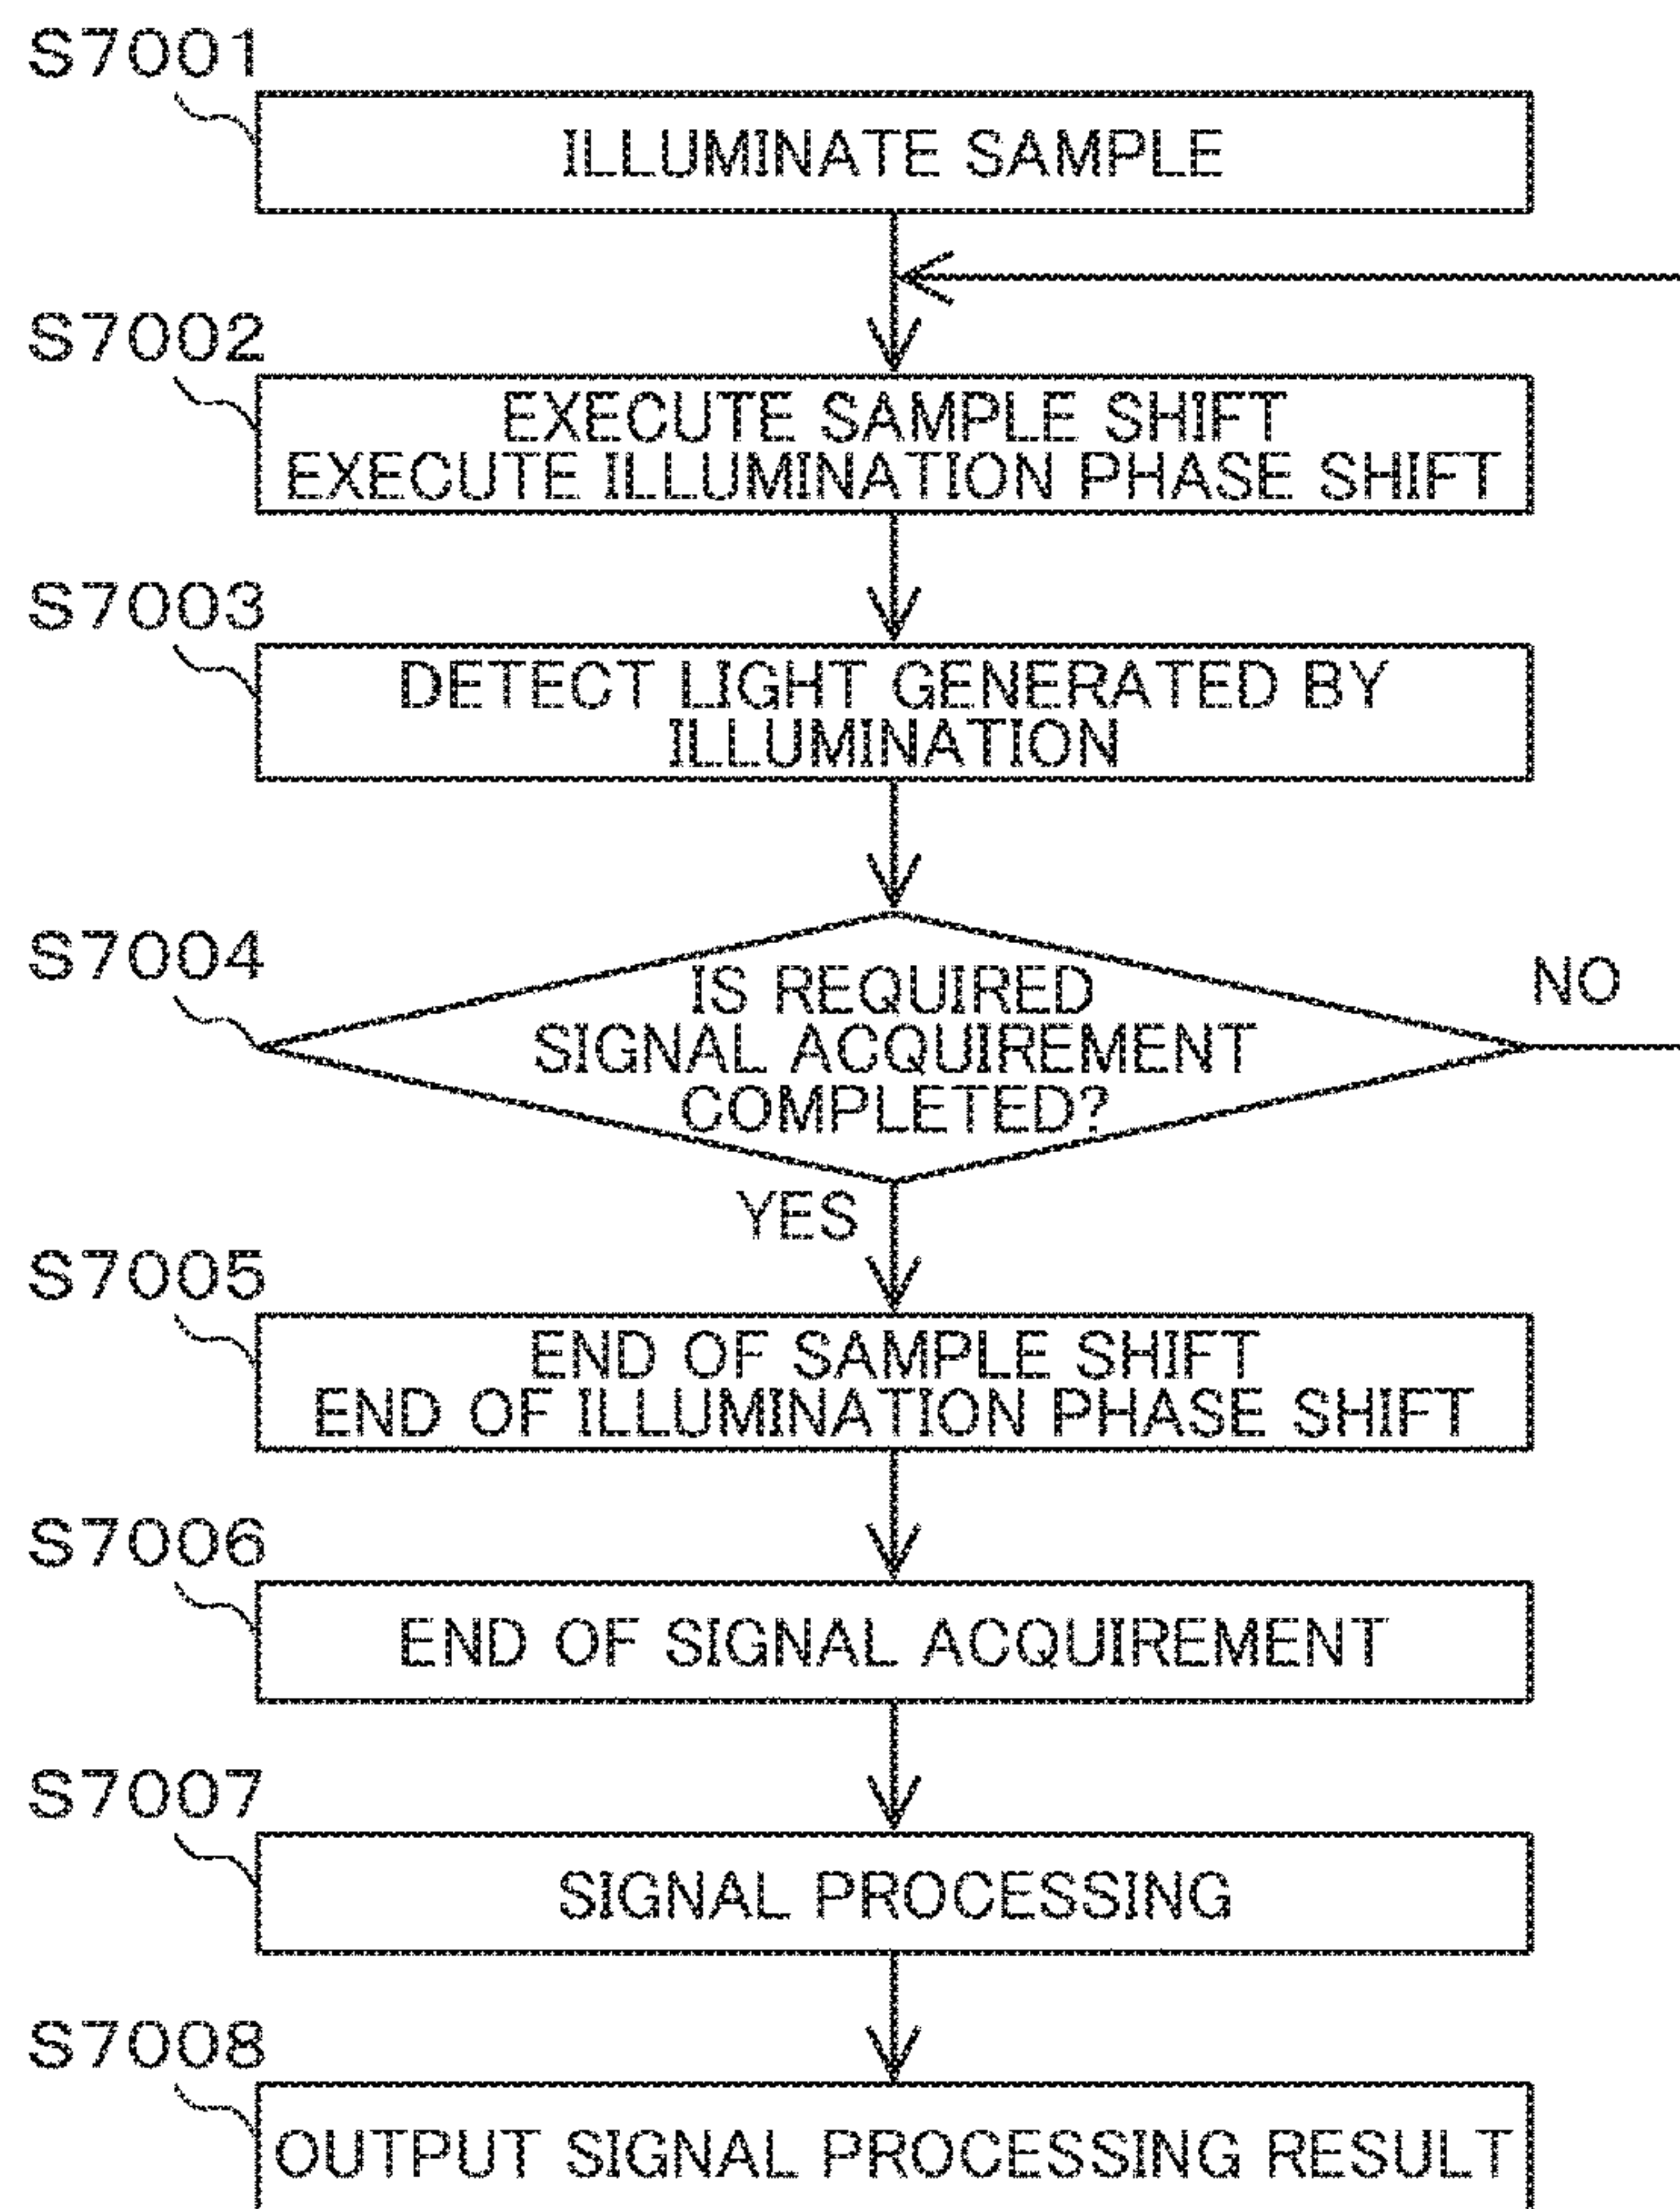 S7001
ILLUMINATE SAMPLE
S7002
EXECUTE SAMPLE SHIFT
EXECUTE ILLUMINATION PHASE SHIFT
S7003
DETECT LIGHT GENERATED BY
ILLUMINATION
S7004
IS REQUIRED
SIGNAL ACQUIREMENT
COMPLETED?
NO
YES
S7005
END OF SAMPLE SHIFT
END OF ILLUMINATION PHASE SHIFT
S7006
END OF SIGNAL ACQUIREMENT
S7007
SIGNAL PROCESSING
S7008
OUTPUT SIGNAL PROCESSING RESULT